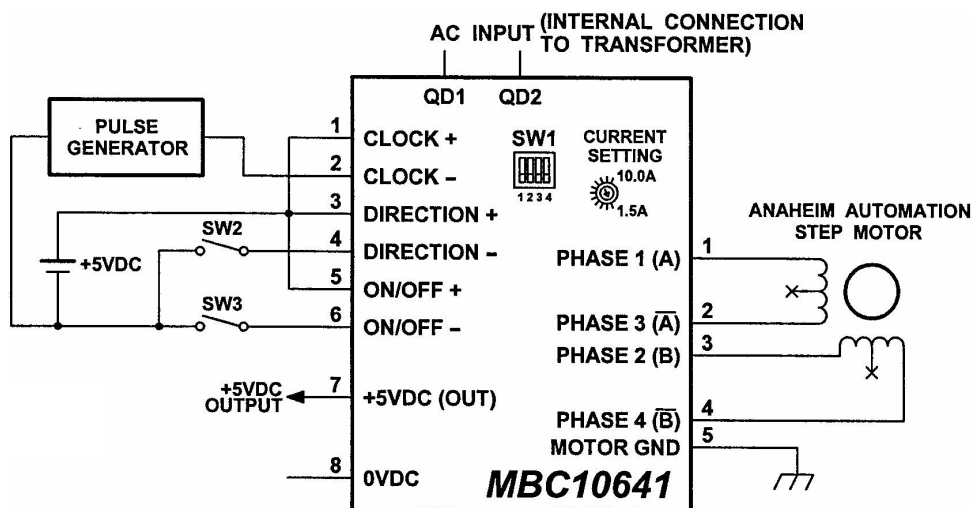 AC INPUT (INTERNAL CONNECTION
TO TRANSFORMER)
QD1 QD2
PULSE
GENERATOR
1 CLOCK +
2 CLOCK –
3 DIRECTION +
4 DIRECTION –
5 ON/OFF +
6 ON/OFF –
7 +5VDC (OUT)
8 0VDC
SW2
SW3
+5VDC
+5VDC
OUTPUT
SW1
1 2 3 4
CURRENT
SETTING
10.0A
1.5A
PHASE 1 (A) 1
PHASE 3 (A̅) 2
PHASE 2 (B) 3
PHASE 4 (B̅) 4
MOTOR GND 5
MBC10641
ANAHEIM AUTOMATION
STEP MOTOR